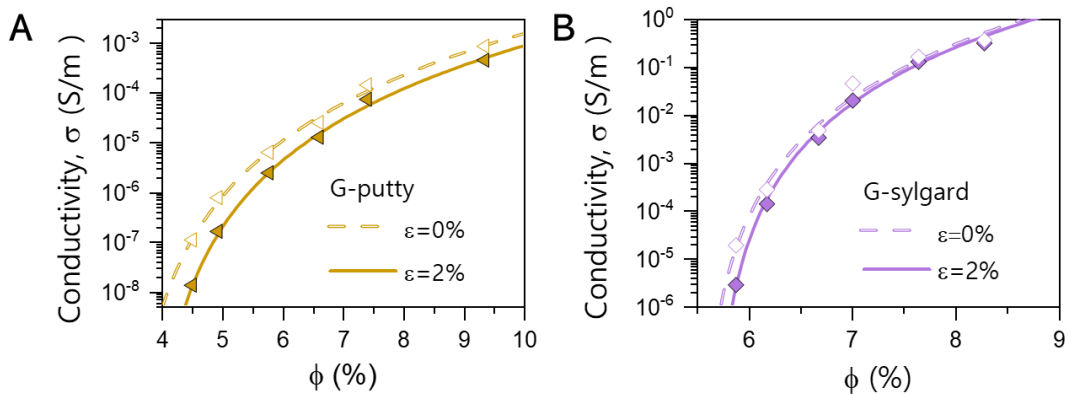 A
Conductivity, σ (S/m)
10⁻³
10⁻⁴
10⁻⁵
10⁻⁶
10⁻⁷
10⁻⁸
G-putty
ε=0%
ε=2%
4 5 6 7 8 9 10
ϕ (%)
B
Conductivity, σ (S/m)
10⁰
10⁻¹
10⁻²
10⁻³
10⁻⁴
10⁻⁵
10⁻⁶
G-sylgard
ε=0%
ε=2%
6 7 8 9
ϕ (%)